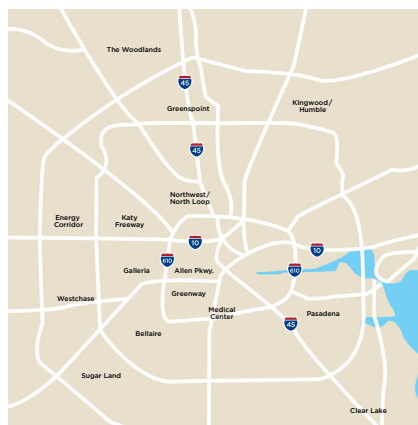 The Woodlands
45
Greenspoint
Kingwood/
Humble
45
Northwest/
North Loop
Energy
Corridor
Katy
Freeway
10
10
610
610
Galleria
Allen Pkwy.
Greenway
Westchase
Medical
Center
45
Pasadena
Bellaire
Sugar Land
Clear Lake